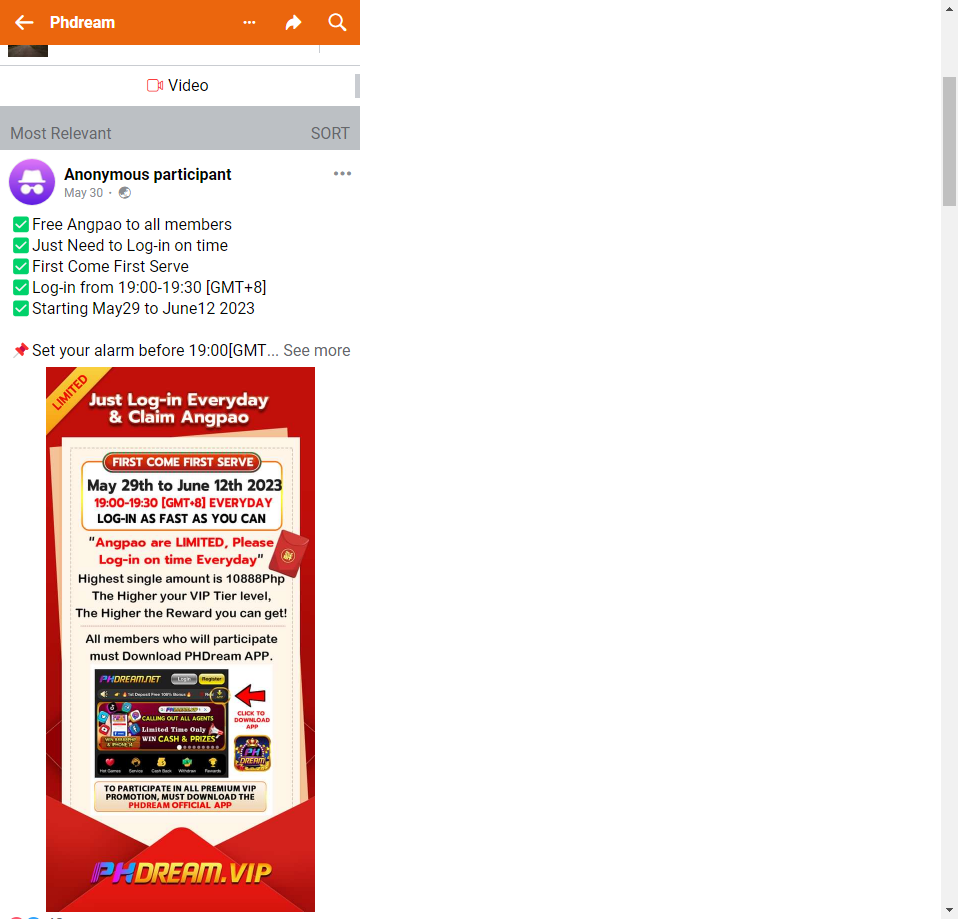 Phdream
Video
Most Relevant
SORT
Anonymous participant
May 30 ·
✅Free Angpao to all members
✅Just Need to Log-in on time
✅First Come First Serve
✅Log-in from 19:00-19:30 [GMT+8]
✅Starting May29 to June12 2023
📌Set your alarm before 19:00[GMT... See more
LIMITED
Just Log-in Everyday
& Claim Angpao
FIRST COME FIRST SERVE
May 29th to June 12th 2023
19:00-19:30 [GMT+8] EVERYDAY
LOG-IN AS FAST AS YOU CAN
"Angpao are LIMITED, Please
Log-in on time Everyday"
Highest single amount is 10888Php
The Higher your VIP Tier level,
The Higher the Reward you can get!
All members who will participate
must Download PHDream APP.
PHDREAM.NET
Login
Register
1st Deposit Free 100% Bonus
CALLING OUT ALL AGENTS
Limited Time Only
WIN CASH & PRIZES
Hot Games
Service
Cash Back
Withdraw
Rewards
CLICK TO
DOWNLOAD
APP
PH
DREAM
TO PARTICIPATE IN ALL PREMIUM VIP
PROMOTION, MUST DOWNLOAD THE
PHDREAM OFFICIAL APP
PHDREAM.VIP